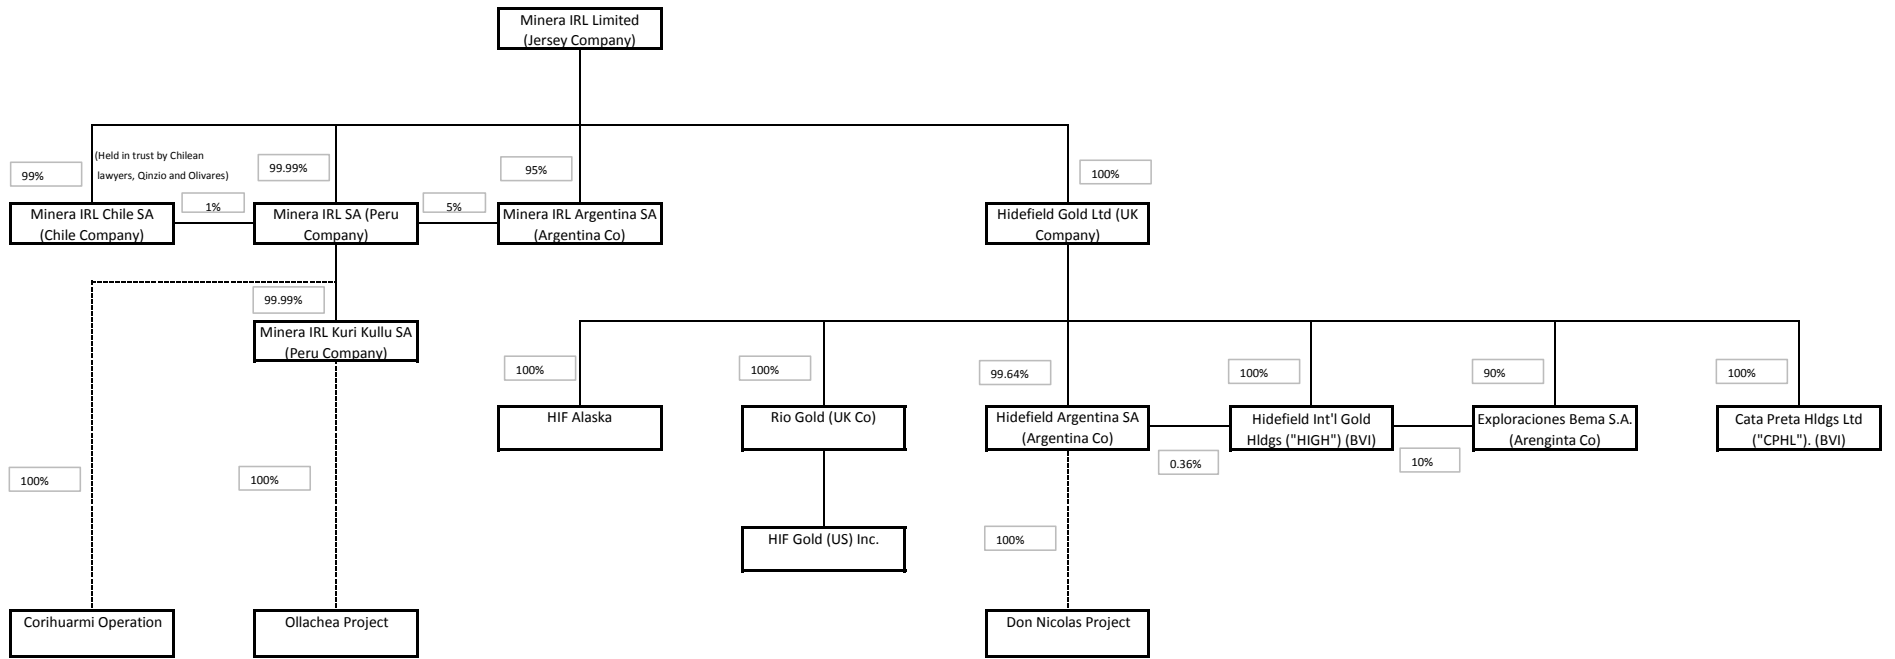 Minera IRL Limited
(Jersey Company)
(Held in trust by Chilean
lawyers, Qinzio and Olivares)
99%
99.99%
95%
100%
1%
5%
Minera IRL Chile SA
(Chile Company)
Minera IRL SA (Peru
Company)
Minera IRL Argentina SA
(Argentina Co)
Hidefield Gold Ltd (UK
Company)
99.99%
Minera IRL Kuri Kullu SA
(Peru Company)
100%
100%
99.64%
100%
90%
100%
HIF Alaska
Rio Gold (UK Co)
Hidefield Argentina SA
(Argentina Co)
Hidefield Int'l Gold
Hldgs ("HIGH") (BVI)
Exploraciones Bema S.A.
(Arenginta Co)
Cata Preta Hldgs Ltd
("CPHL"). (BVI)
0.36%
10%
100%
100%
HIF Gold (US) Inc.
100%
Corihuarmi Operation
Ollachea Project
Don Nicolas Project